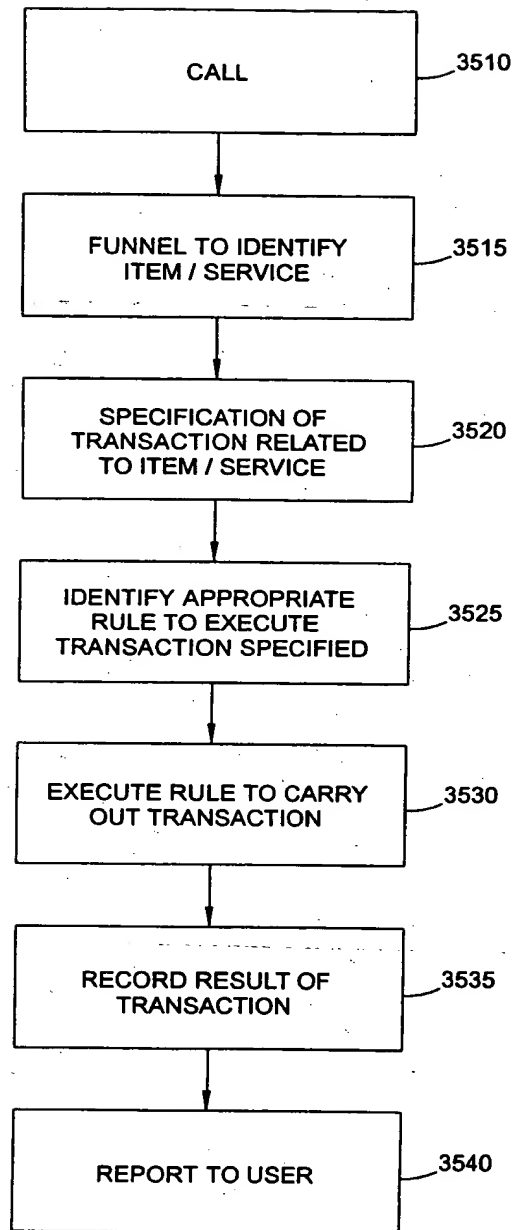 CALL
3510
FUNNEL TO IDENTIFY
ITEM / SERVICE
3515
SPECIFICATION OF
TRANSACTION RELATED
TO ITEM / SERVICE
3520
IDENTIFY APPROPRIATE
RULE TO EXECUTE
TRANSACTION SPECIFIED
3525
EXECUTE RULE TO CARRY
OUT TRANSACTION
3530
RECORD RESULT OF
TRANSACTION
3535
REPORT TO USER
3540